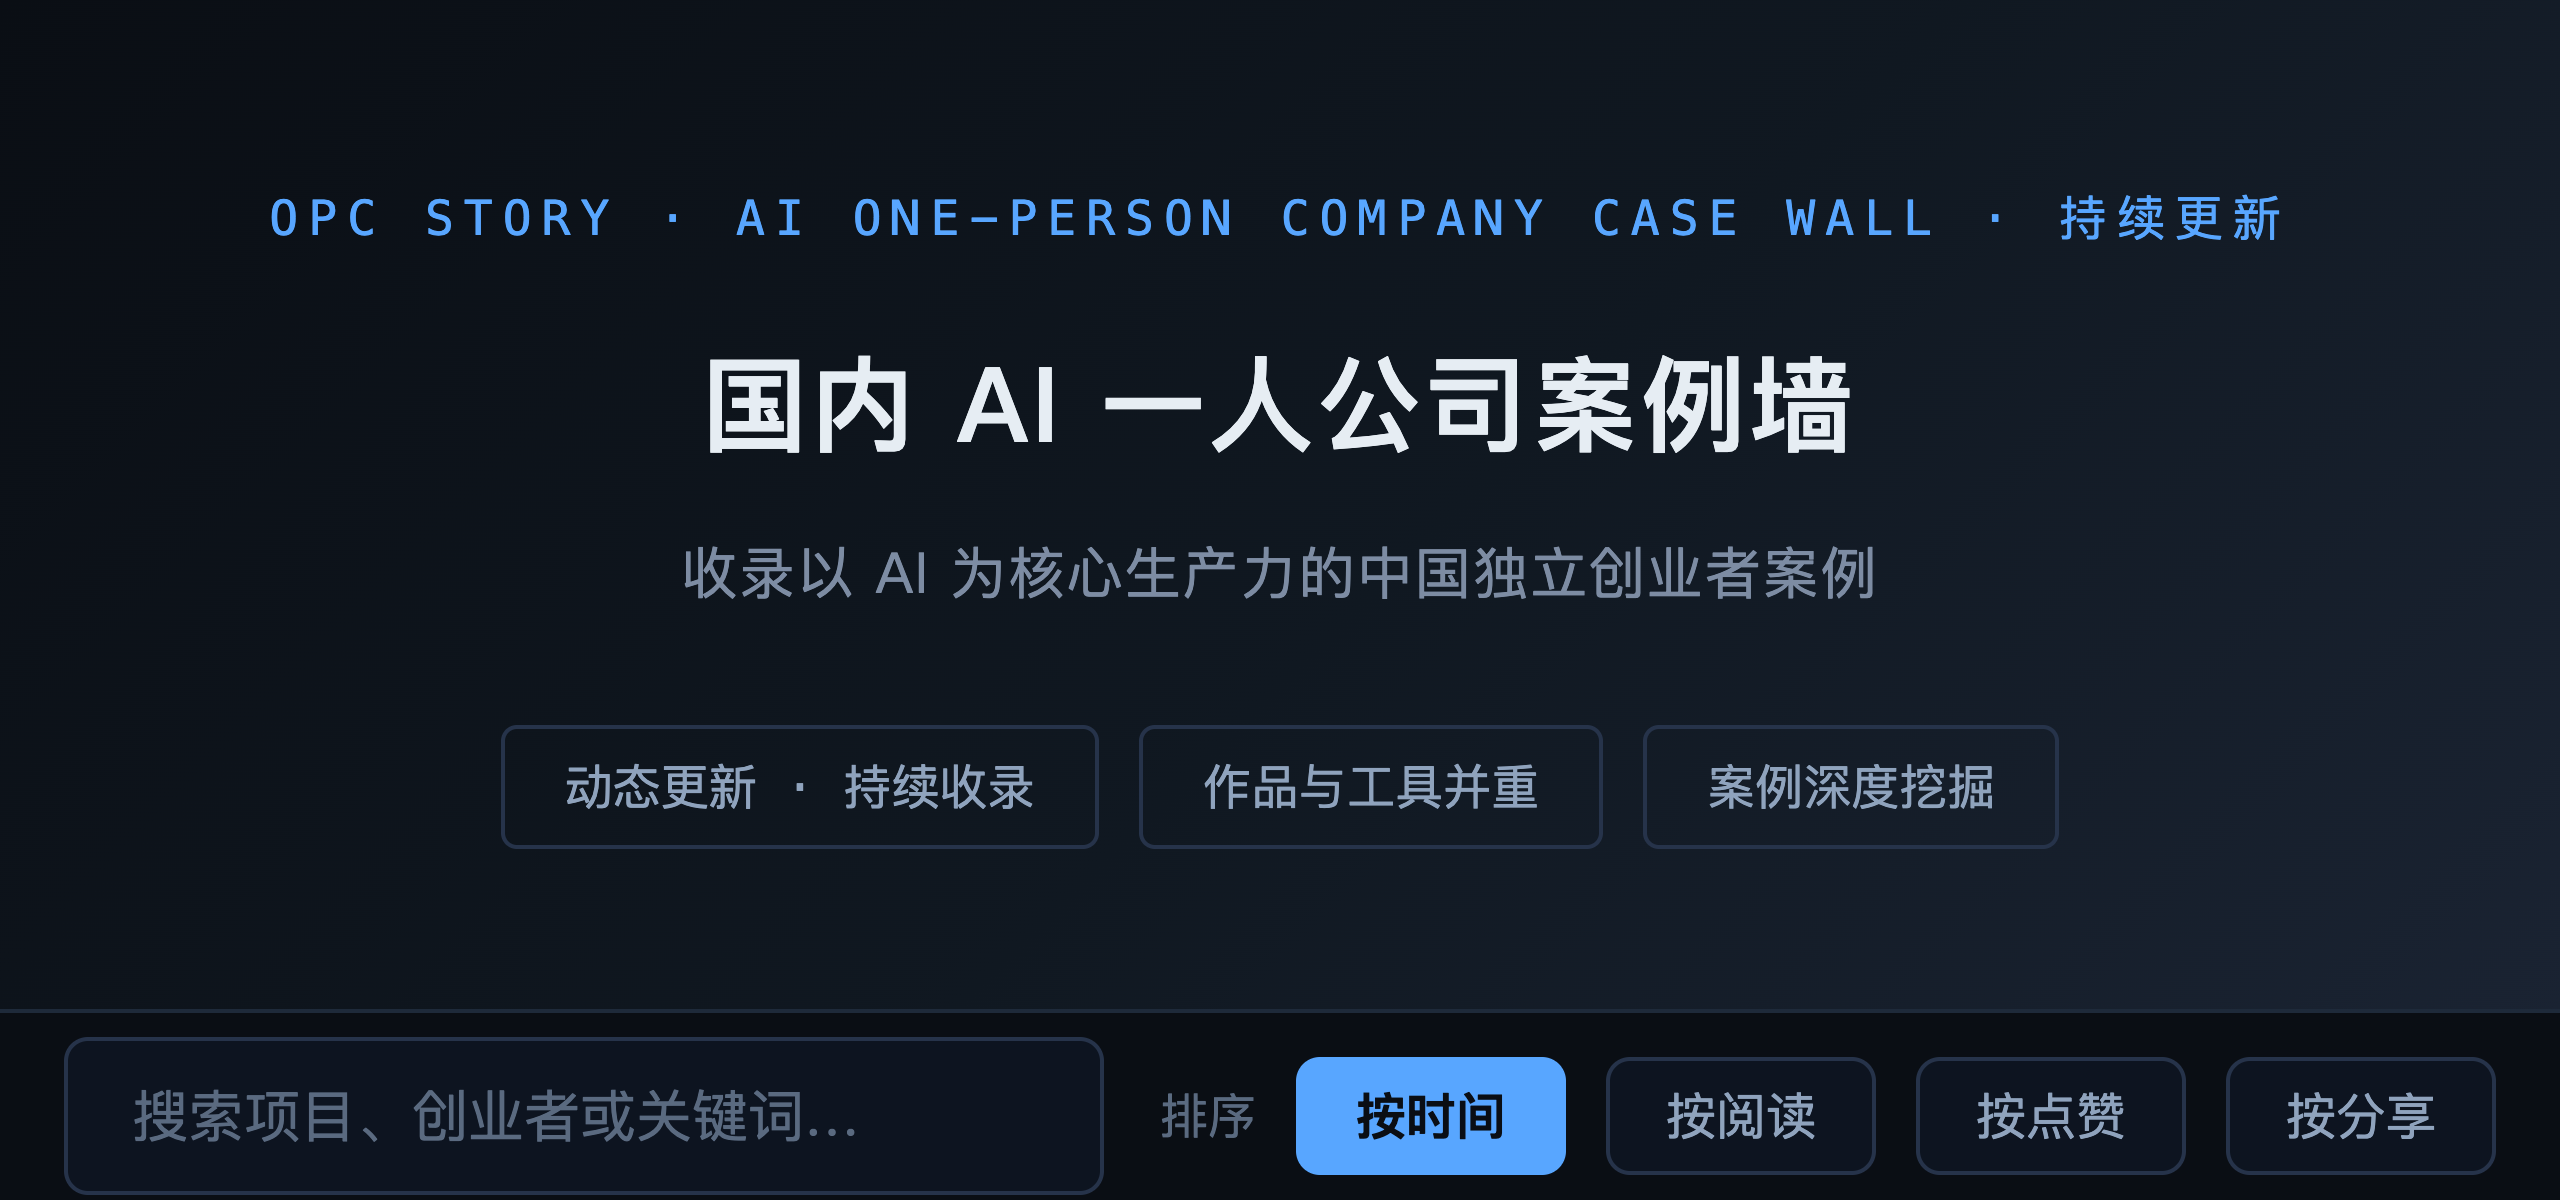 OPC STORY · AI ONE-PERSON COMPANY CASE WALL · 持续更新
国内 AI 一人公司案例墙
收录以 AI 为核心生产力的中国独立创业者案例
动态更新 · 持续收录 作品与工具并重 案例深度挖掘
搜索项目、创业者或关键词... 排序 按时间 按阅读 按点赞 按分享